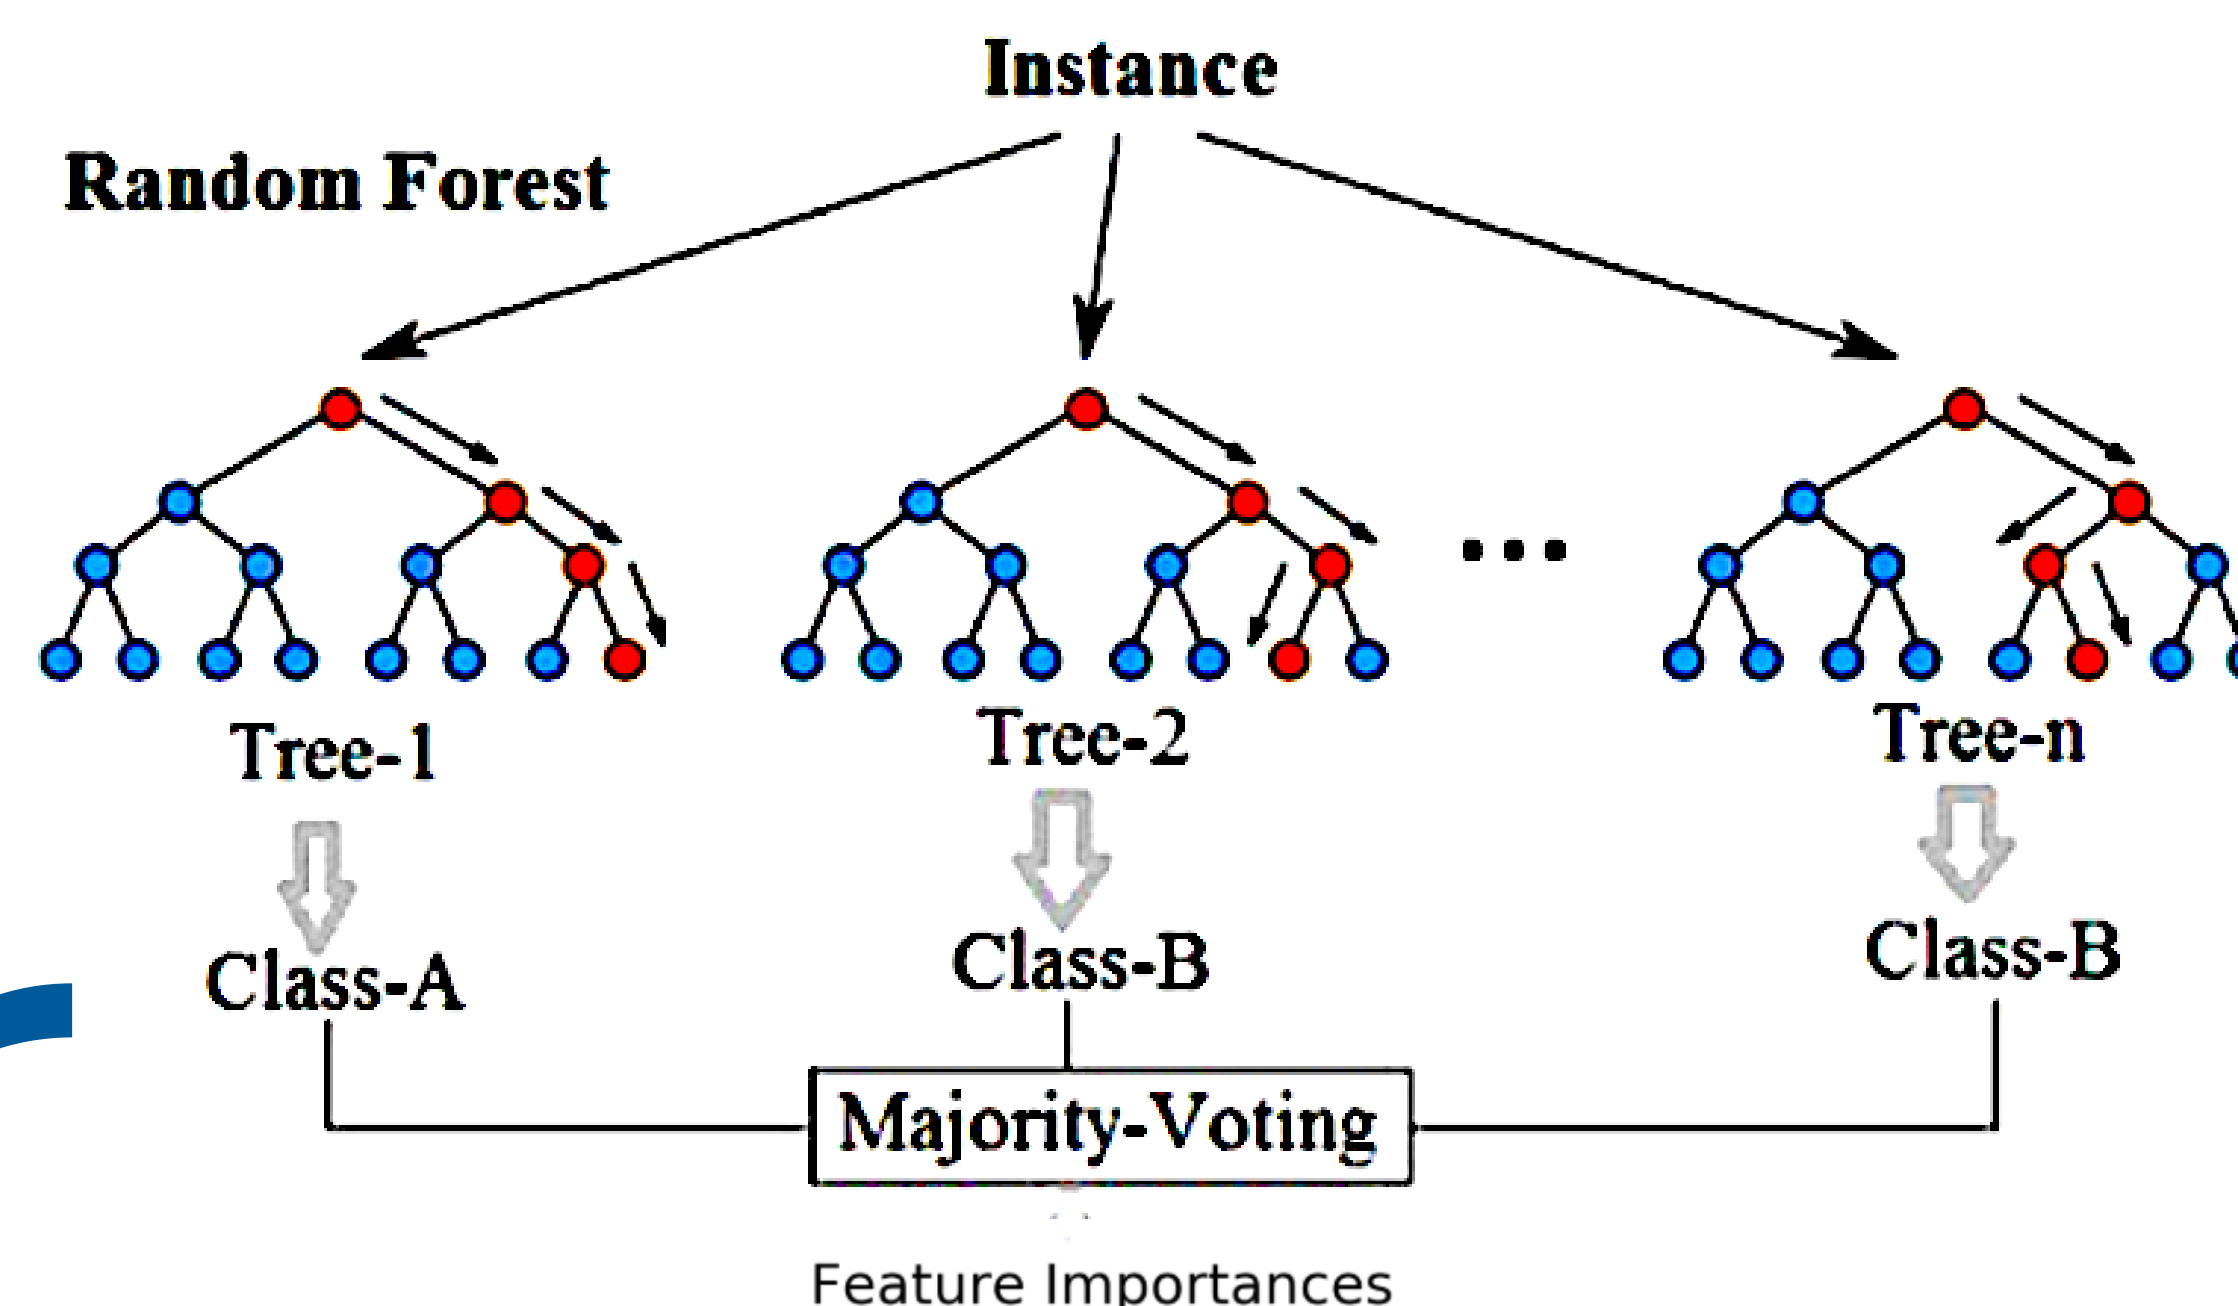 Instance
Random Forest
...
Tree-1
Tree-2
Tree-n
Class-A
Class-B
Class-B
Majority-Voting
Feature Importances